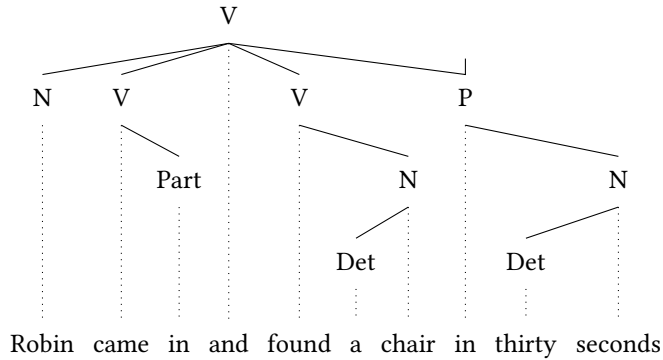 V
N V V P
Part N N
Det Det
Robin came in and found a chair in thirty seconds